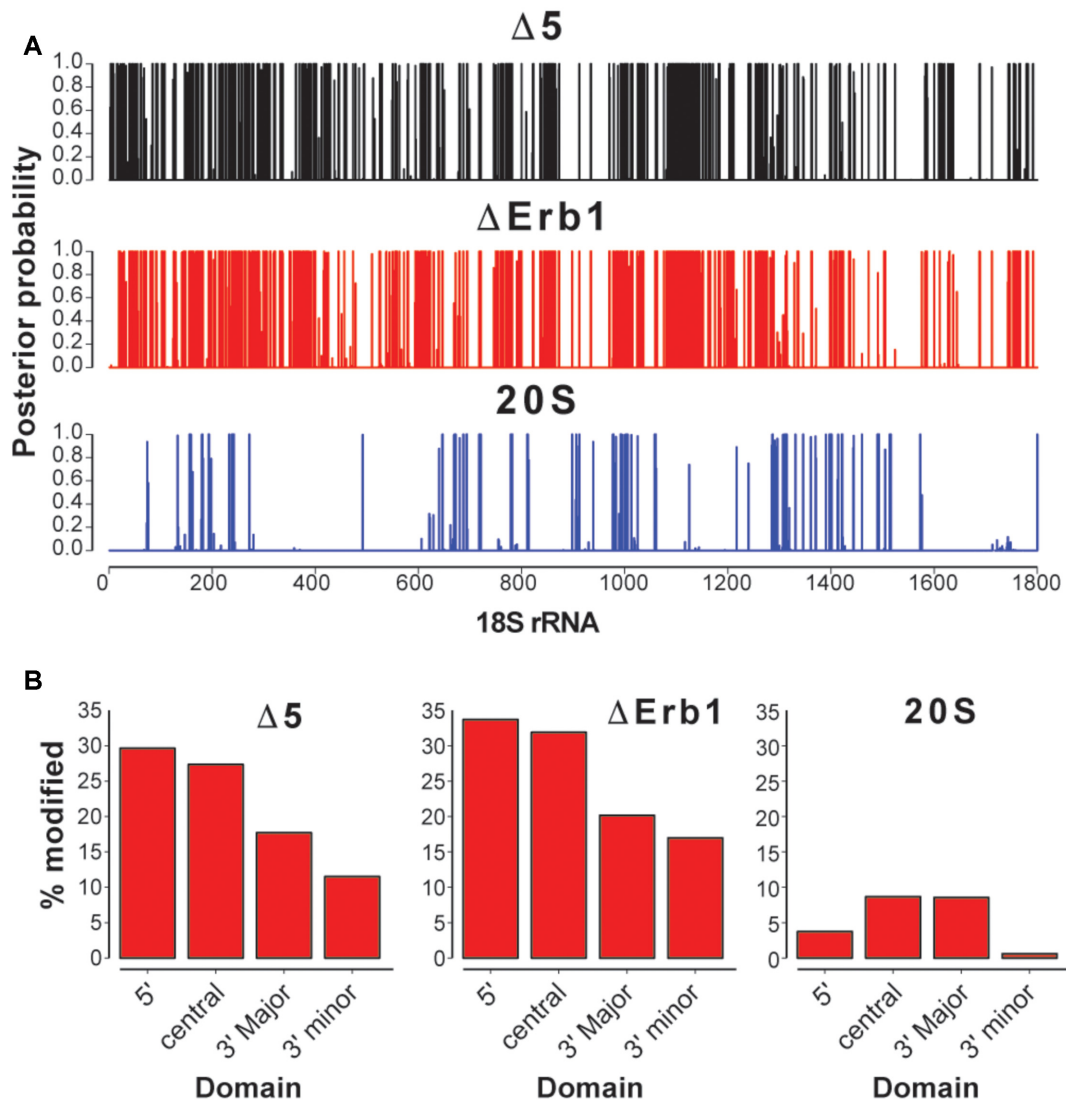 A
Δ5
Posterior probability
1.0
0.8
0.6
0.4
0.2
0.0
ΔErb1
1.0
0.8
0.6
0.4
0.2
0.0
20S
1.0
0.8
0.6
0.4
0.2
0.0
0 200 400 600 800 1000 1200 1400 1600 1800
18S rRNA
B
% modified
Δ5
35
30
25
20
15
10
5
0
5' central 3' Major 3' minor
Domain
ΔErb1
35
30
25
20
15
10
5
0
5' central 3' Major 3' minor
Domain
20S
35
30
25
20
15
10
5
0
5' central 3' Major 3' minor
Domain